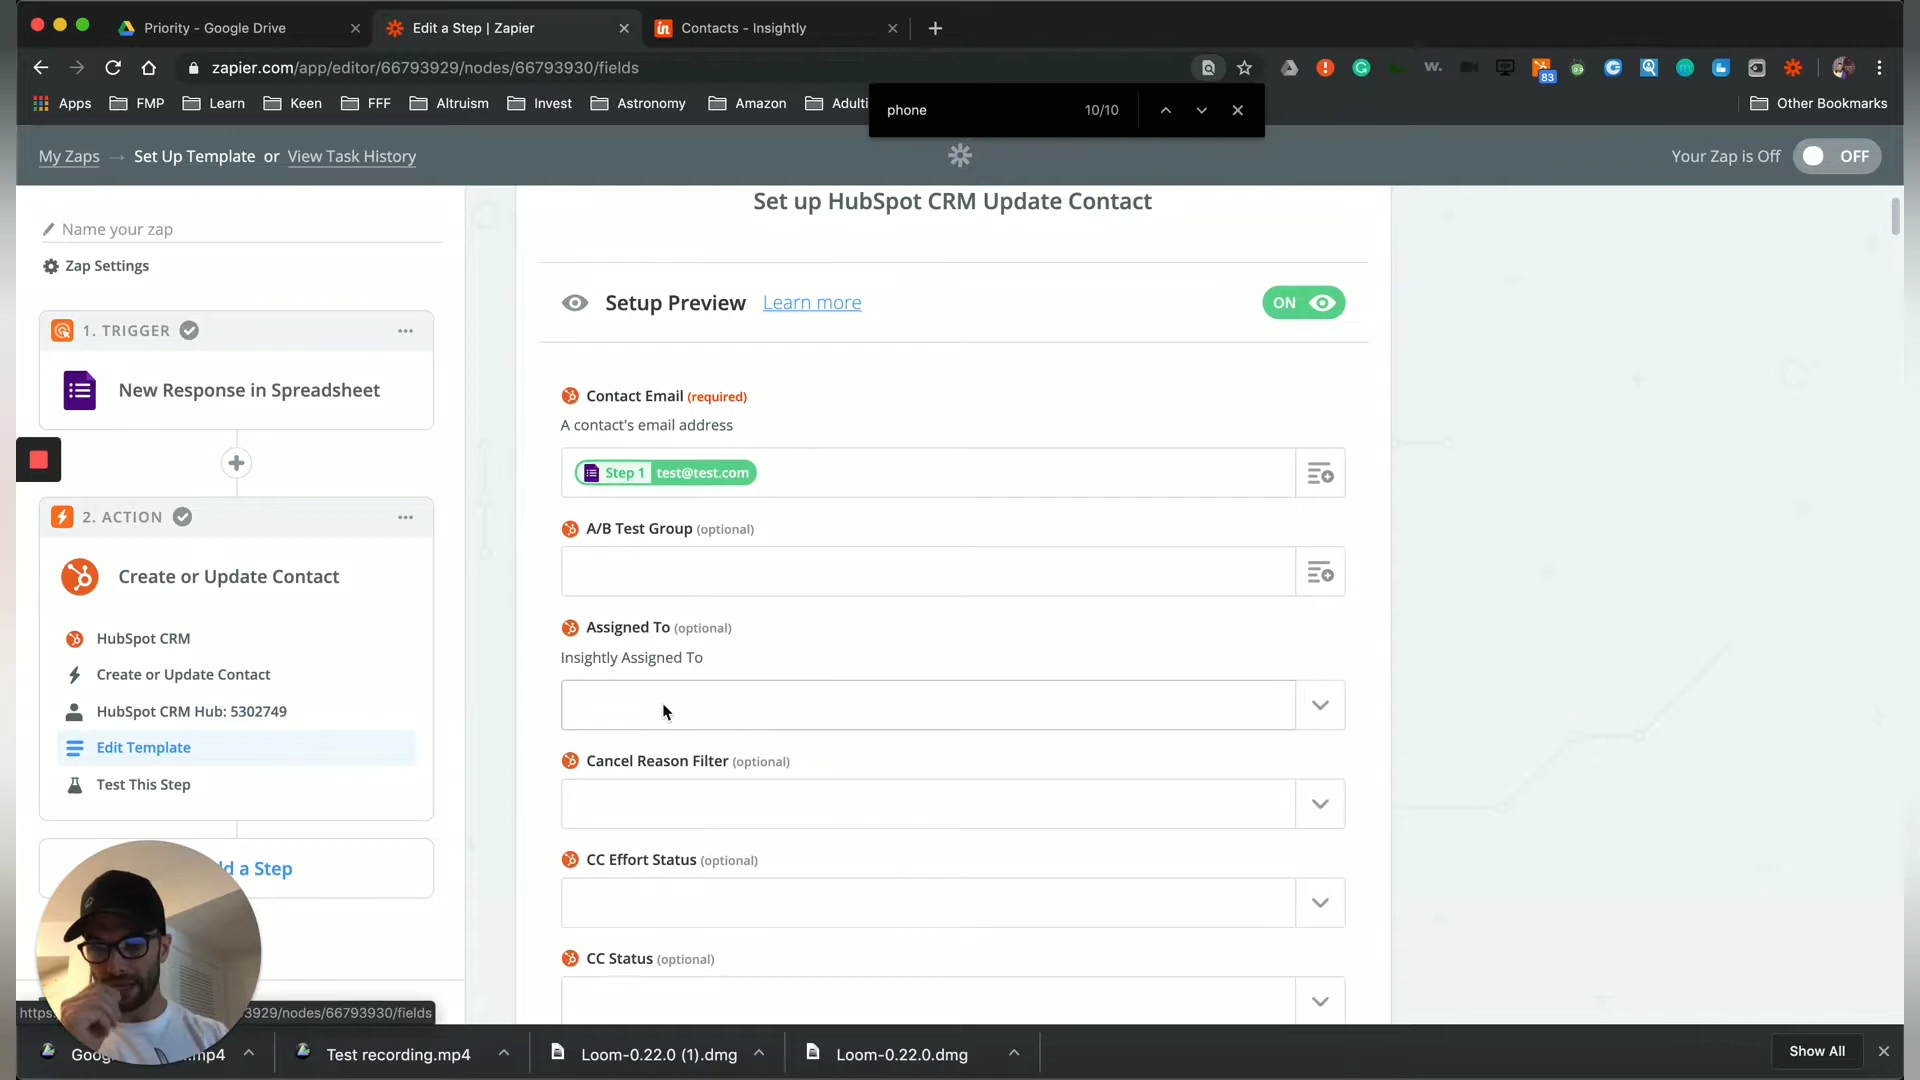 Priority - Google Drive
Edit a Step | Zapier
Contacts - Insightly
zapier.com/app/editor/66793929/nodes/66793930/fields
w.
83
Apps
FMP
Learn
Keen
FFF
Altruism
Invest
Astronomy
Amazon
Adulti
Other Bookmarks
phone
10/10
My Zaps → Set Up Template or View Task History
Your Zap is Off
OFF
Name your zap
Zap Settings
1. TRIGGER
New Response in Spreadsheet
2. ACTION
Create or Update Contact
HubSpot CRM
Create or Update Contact
HubSpot CRM Hub: 5302749
Edit Template
Test This Step
d a Step
Set up HubSpot CRM Update Contact
Setup Preview
Learn more
ON
Contact Email (required)
A contact's email address
Step 1 test@test.com
A/B Test Group (optional)
Assigned To (optional)
Insightly Assigned To
Cancel Reason Filter (optional)
CC Effort Status (optional)
CC Status (optional)
https: 3929/nodes/66793930/fields
Goog .mp4
Test recording.mp4
Loom-0.22.0 (1).dmg
Loom-0.22.0.dmg
Show All